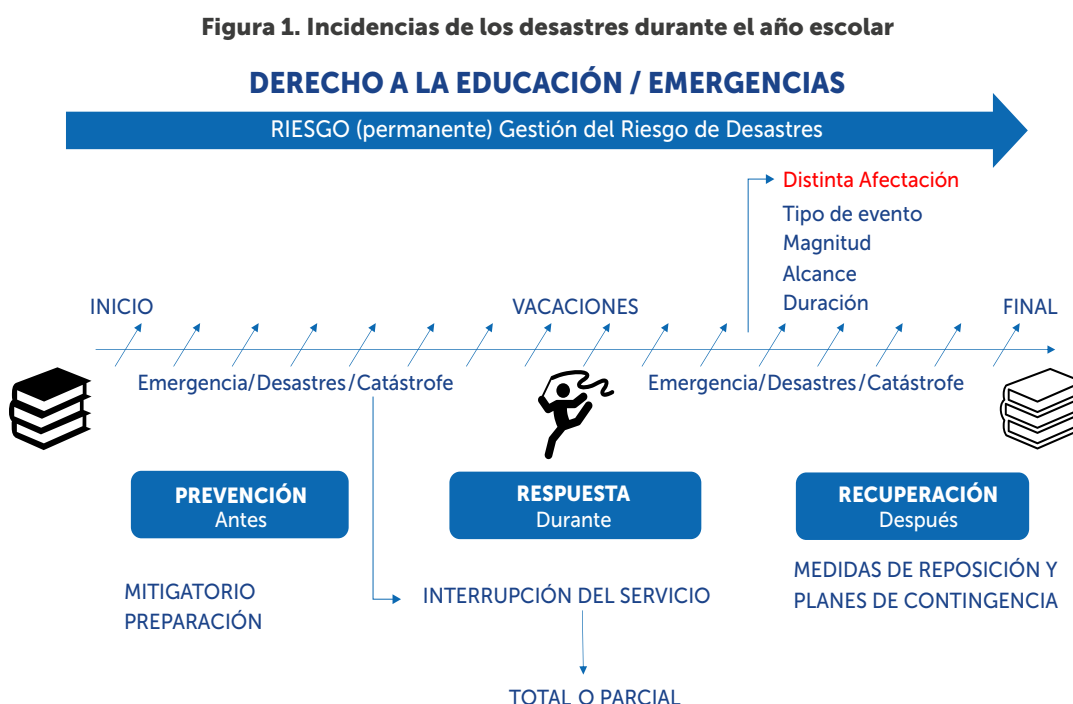 Figura 1. Incidencias de los desastres durante el año escolar
DERECHO A LA EDUCACIÓN / EMERGENCIAS
RIESGO (permanente) Gestión del Riesgo de Desastres
Distinta Afectación
Tipo de evento
Magnitud
Alcance
Duración
INICIO
VACACIONES
FINAL
Emergencia/Desastres/Catástrofe
Emergencia/Desastres/Catástrofe
PREVENCIÓN
Antes
RESPUESTA
Durante
RECUPERACIÓN
Después
MITIGATORIO
PREPARACIÓN
INTERRUPCIÓN DEL SERVICIO
MEDIDAS DE REPOSICIÓN Y
PLANES DE CONTINGENCIA
TOTAL O PARCIAL